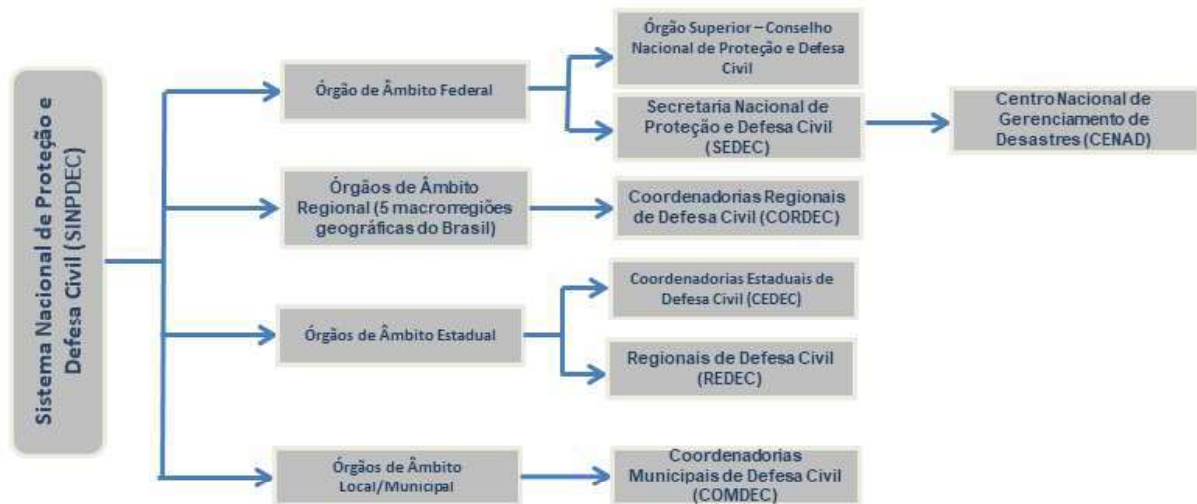 Sistema Nacional de Proteção e
Defesa Civil (SINPDEC)
Órgão de Âmbito Federal
Órgão Superior – Conselho
Nacional de Proteção e Defesa
Civil
Secretaria Nacional de
Proteção e Defesa Civil
(SEDEC)
Centro Nacional de
Gerenciamento de
Desastres (CENAD)
Órgãos de Âmbito
Regional (5 macrorregiões
geográficas do Brasil)
Coordenadorias Regionais
de Defesa Civil (CORDEC)
Órgãos de Âmbito Estadual
Coordenadorias Estaduais de
Defesa Civil (CEDEC)
Regionais de Defesa Civil
(REDEC)
Órgãos de Âmbito
Local/Municipal
Coordenadorias
Municipais de Defesa Civil
(COMDEC)